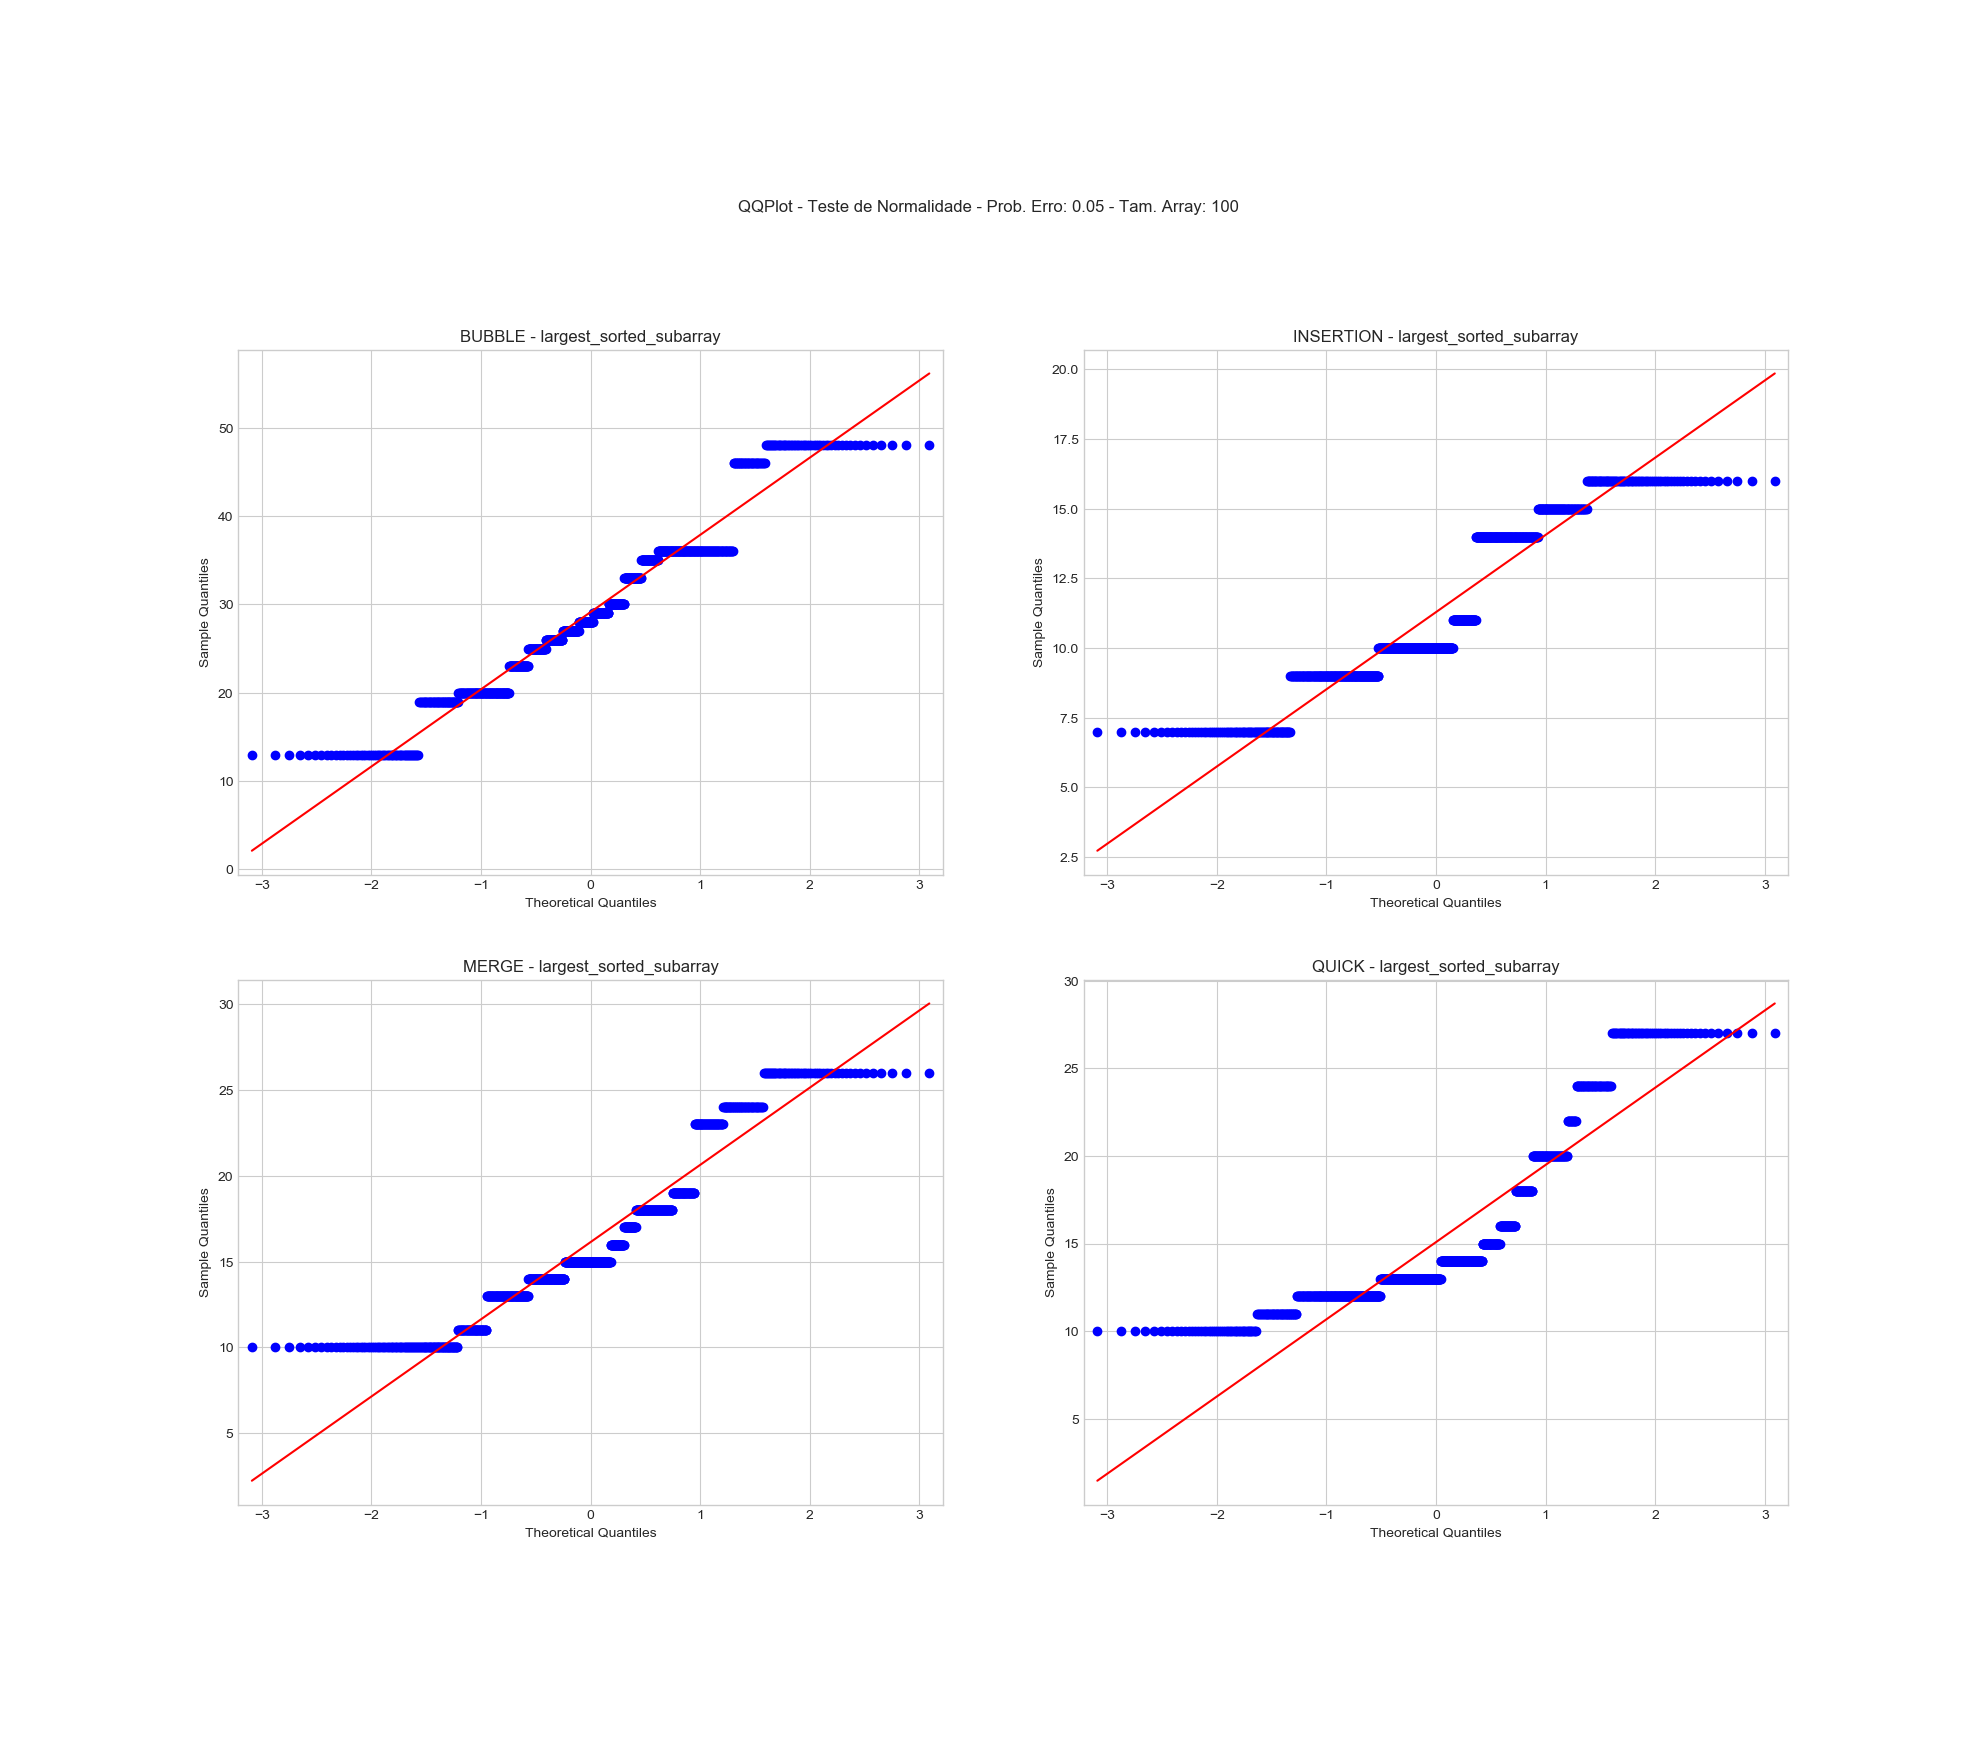 QQPlot - Teste de Normalidade - Prob. Erro: 0.05 - Tam. Array: 100
BUBBLE - largest_sorted_subarray
50
40
30
20
10
0
Sample Quantiles
−3 −2 −1 0 1 2 3
Theoretical Quantiles
INSERTION - largest_sorted_subarray
20.0
17.5
15.0
12.5
10.0
7.5
5.0
2.5
Sample Quantiles
−3 −2 −1 0 1 2 3
Theoretical Quantiles
MERGE - largest_sorted_subarray
30
25
20
15
10
5
Sample Quantiles
−3 −2 −1 0 1 2 3
Theoretical Quantiles
QUICK - largest_sorted_subarray
30
25
20
15
10
5
Sample Quantiles
−3 −2 −1 0 1 2 3
Theoretical Quantiles